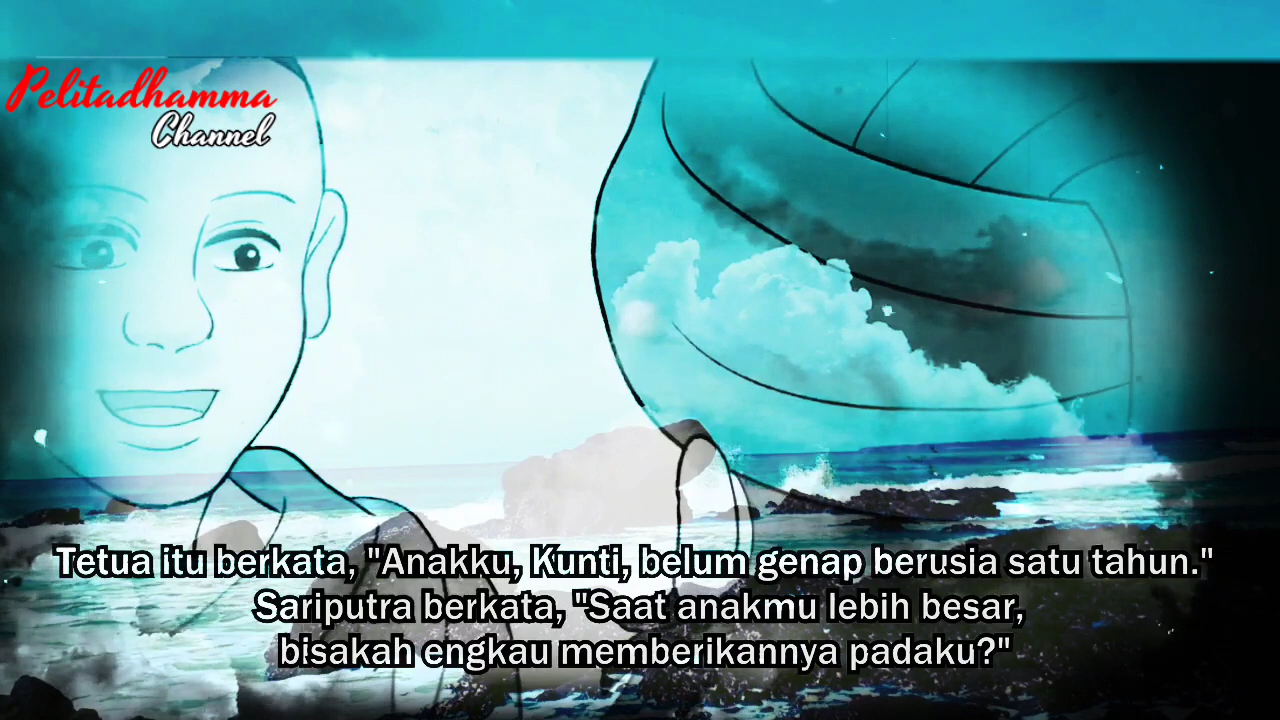 Pelitadhamma
Channel
Tetua itu berkata, "Anakku, Kunti, belum genap berusia satu tahun."
Sariputra berkata, "Saat anakmu lebih besar,
bisakah engkau memberikannya padaku?"